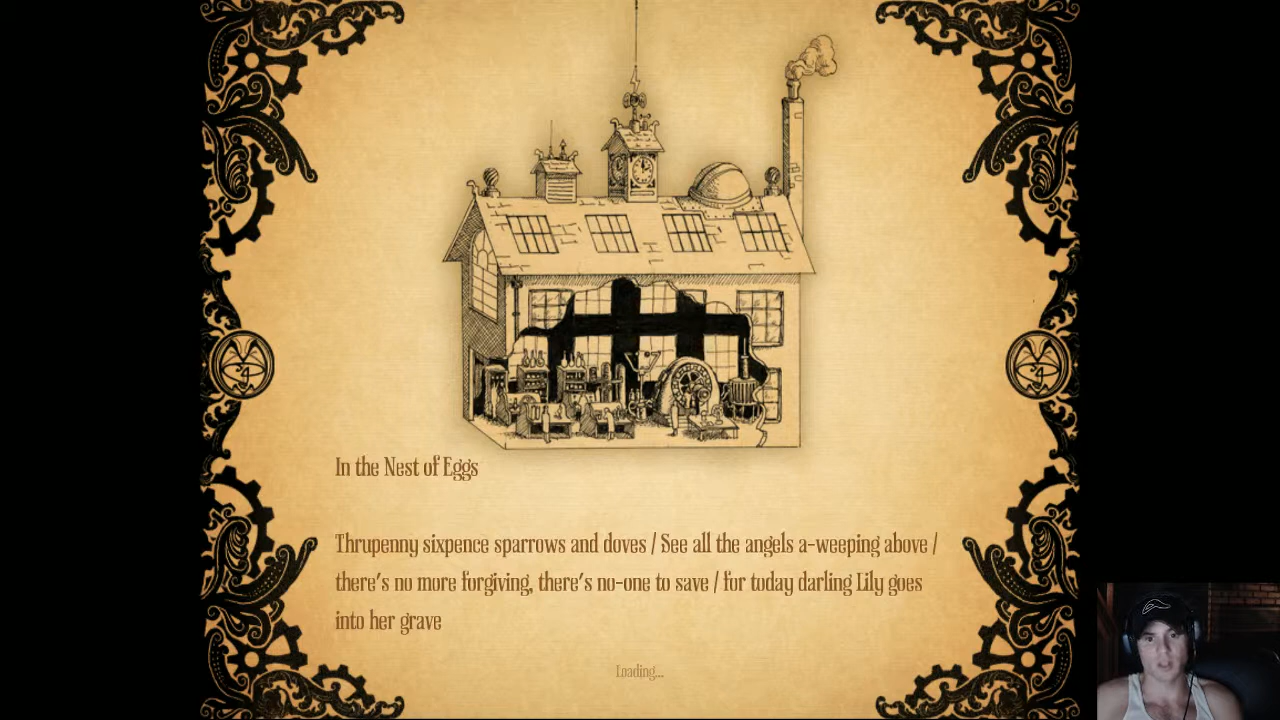 In the Nest of Eggs
Thrupenny sixpence sparrows and doves / See all the angels a-weeping above /
there's no more forgiving, there's no-one to save / for today darling Lily goes
into her grave
Loading...